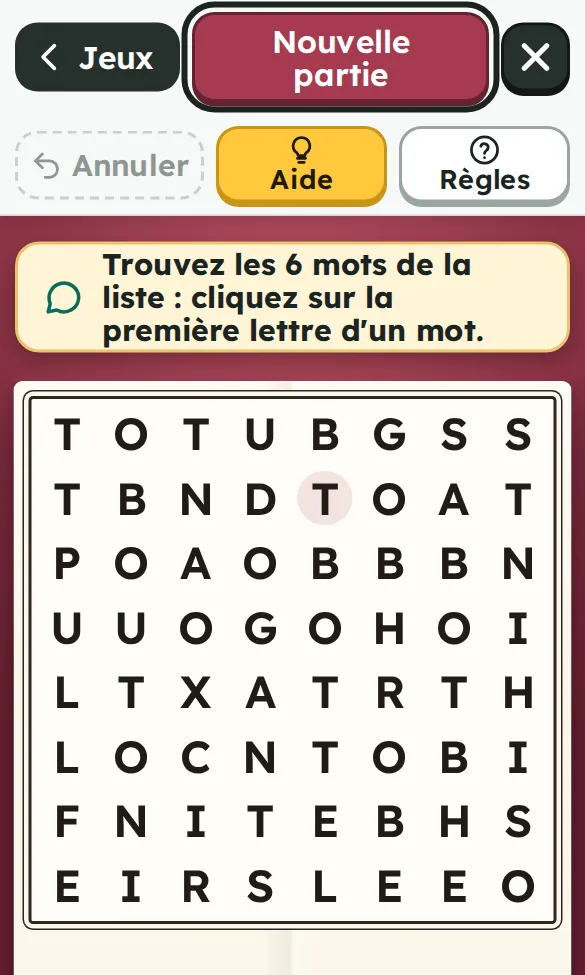 Jeux
Nouvelle
partie
Annuler
Aide
Règles
Trouvez les 6 mots de la
liste : cliquez sur la
première lettre d'un mot.
T O T U B G S S
T B N D T O A T
P O A O B B B N
U U O G O H O I
L T X A T R T H
L O C N T O B I
F N I T E B H S
E I R S L E E O